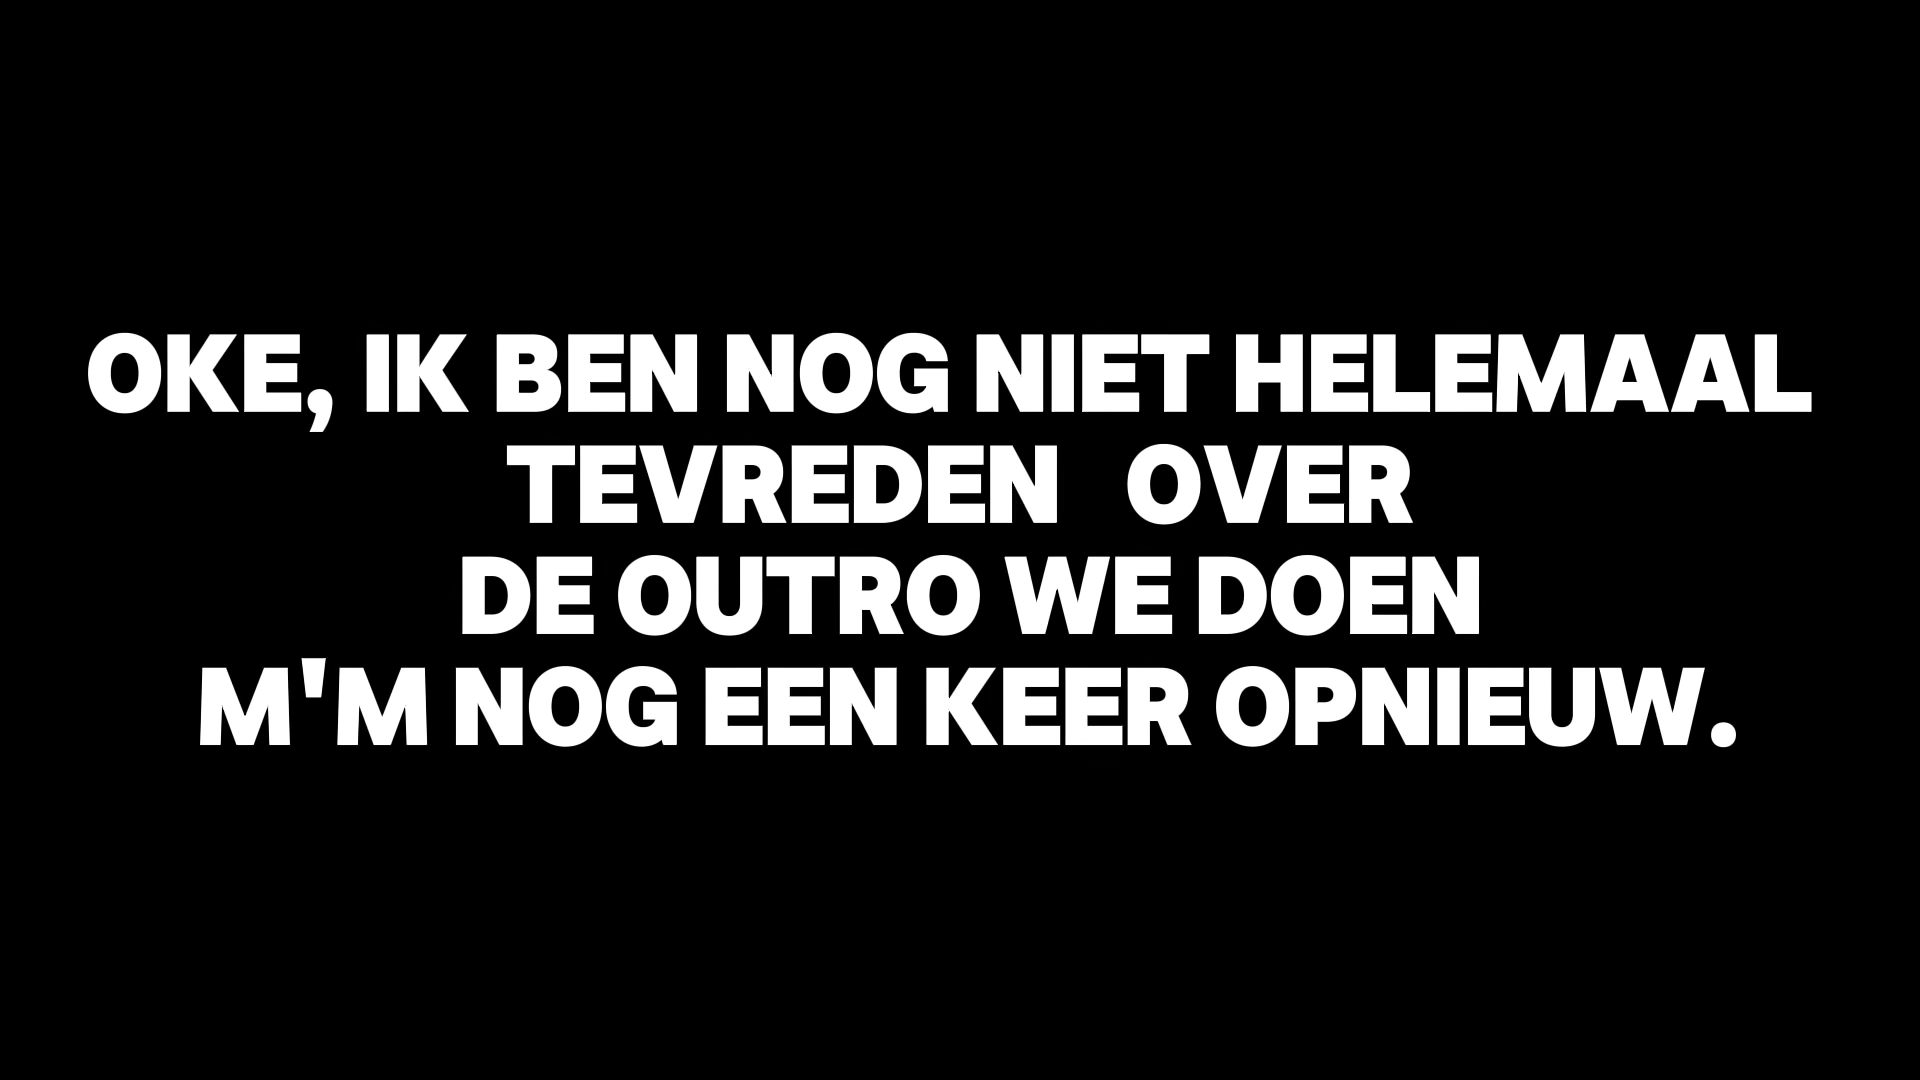 OKE, IK BEN NOG NIET HELEMAAL
TEVREDEN OVER
DE OUTRO WE DOEN
M'M NOG EEN KEER OPNIEUW.